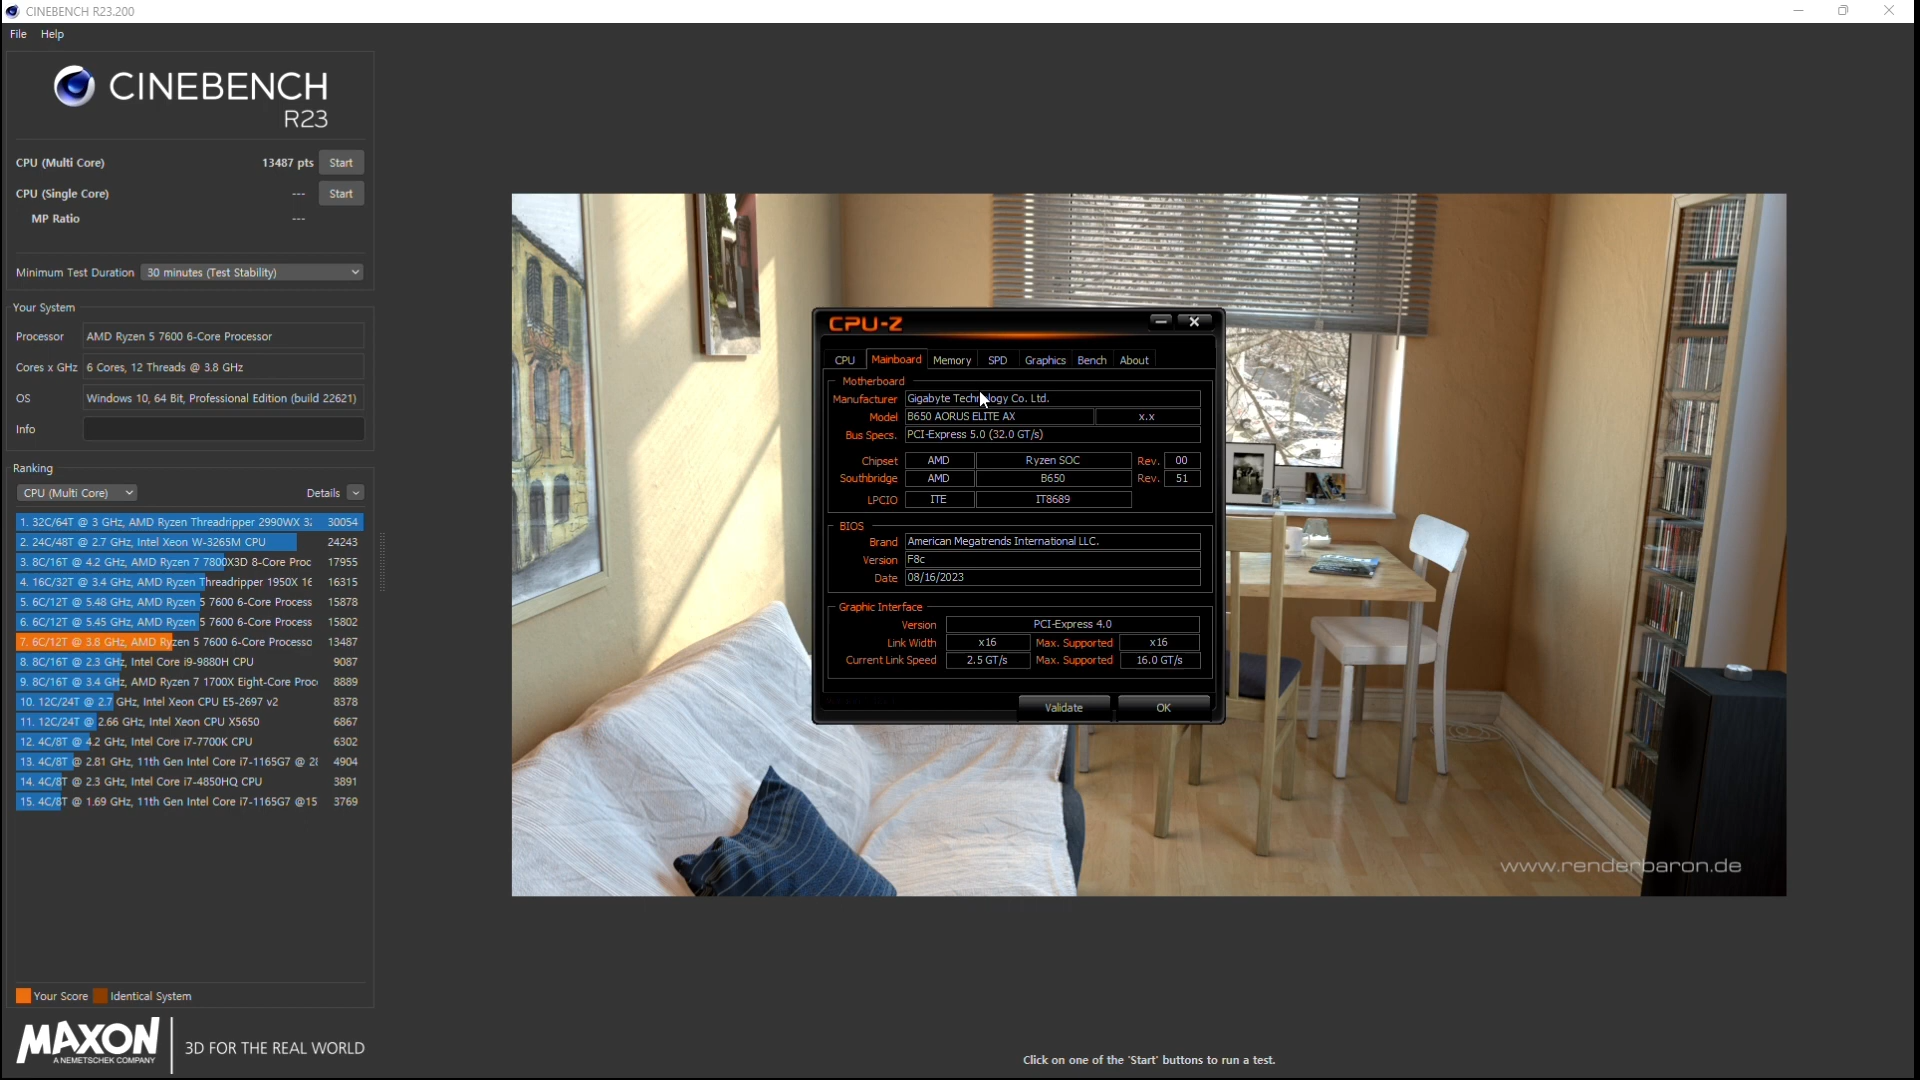 CINEBENCH R23.200
File Help
CINEBENCH
R23
CPU (Multi Core) 13487 pts Start
CPU (Single Core) --- Start
MP Ratio ---
Minimum Test Duration 30 minutes (Test Stability)
Your System
Processor AMD Ryzen 5 7600 6-Core Processor
Cores x GHz 6 Cores, 12 Threads @ 3.8 GHz
OS Windows 10, 64 Bit, Professional Edition (build 22621)
Info
Ranking
CPU (Multi Core) Details
1. 32C/64T @ 3 GHz, AMD Ryzen Threadripper 2990WX 32 30054
2. 24C/48T @ 2.7 GHz, Intel Xeon W-3265M CPU 24243
3. 8C/16T @ 4.2 GHz, AMD Ryzen 7 7800X3D 8-Core Proc 17955
4. 16C/32T @ 3.4 GHz, AMD Ryzen Threadripper 1950X 16 16315
5. 6C/12T @ 5.48 GHz, AMD Ryzen 5 7600 6-Core Process 15878
6. 6C/12T @ 5.45 GHz, AMD Ryzen 5 7600 6-Core Process 15802
7. 6C/12T @ 3.8 GHz, AMD Ryzen 5 7600 6-Core Processo 13487
8. 8C/16T @ 2.3 GHz, Intel Core i9-9880H CPU 9087
9. 8C/16T @ 3.4 GHz, AMD Ryzen 7 1700X Eight-Core Proc 8889
10. 12C/24T @ 2.7 GHz, Intel Xeon CPU E5-2697 v2 8378
11. 12C/24T @ 2.66 GHz, Intel Xeon CPU X5650 6867
12. 4C/8T @ 4.2 GHz, Intel Core i7-7700K CPU 6302
13. 4C/8T @ 2.81 GHz, 11th Gen Intel Core i7-1165G7 @ 28 4904
14. 4C/8T @ 2.3 GHz, Intel Core i7-4850HQ CPU 3891
15. 4C/8T @ 1.69 GHz, 11th Gen Intel Core i7-1165G7 @15 3769
Your Score Identical System
MAXON
A NEMETSCHEK COMPANY
3D FOR THE REAL WORLD
CPU-Z
CPU Mainboard Memory SPD Graphics Bench About
Motherboard
Manufacturer Gigabyte Technology Co. Ltd.
Model B650 AORUS ELITE AX x.x
Bus Specs. PCI-Express 5.0 (32.0 GT/s)
Chipset AMD Ryzen SOC Rev. 00
Southbridge AMD B650 Rev. 51
LPCIO ITE IT8689
BIOS
Brand American Megatrends International LLC.
Version F8c
Date 08/16/2023
Graphic Interface
Version PCI-Express 4.0
Link Width x16 Max. Supported x16
Current Link Speed 2.5 GT/s Max. Supported 16.0 GT/s
Validate OK
www.renderbaron.de
Click on one of the 'Start' buttons to run a test.